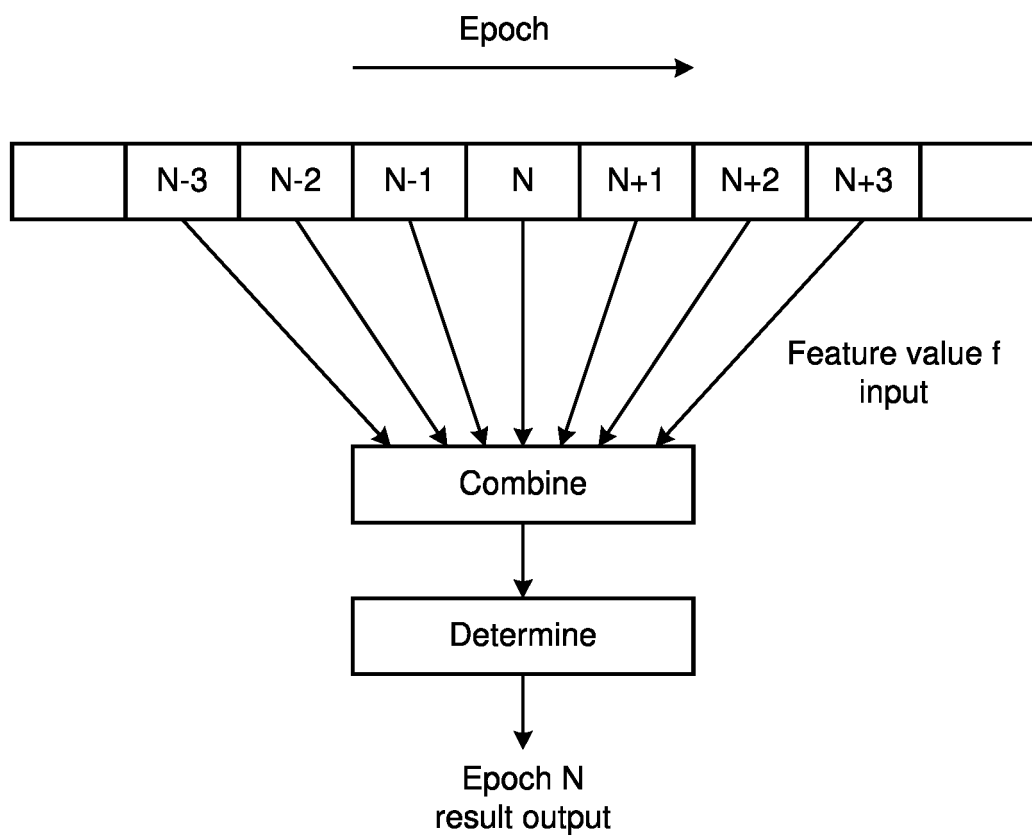 Epoch
N-3 N-2 N-1 N N+1 N+2 N+3
Feature value f
input
Combine
Determine
Epoch N
result output